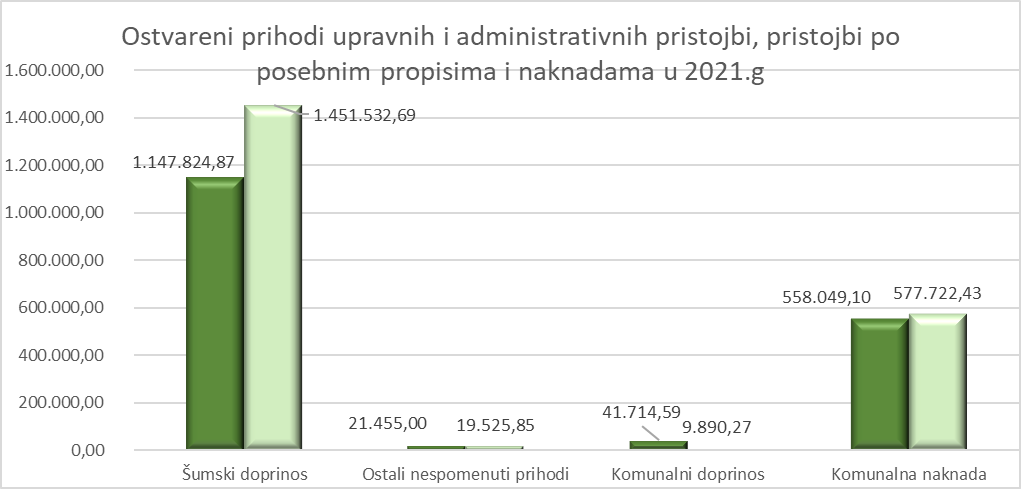 Ostvareni prihodi upravnih i administrativnih pristojbi, pristojbi po
posebnim propisima i naknadama u 2021.g
1.600.000,00
1.400.000,00
1.200.000,00
1.000.000,00
800.000,00
600.000,00
400.000,00
200.000,00
0,00
1.147.824,87
1.451.532,69
21.455,00
19.525,85
41.714,59
9.890,27
558.049,10
577.722,43
Šumski doprinos
Ostali nespomenuti prihodi
Komunalni doprinos
Komunalna naknada